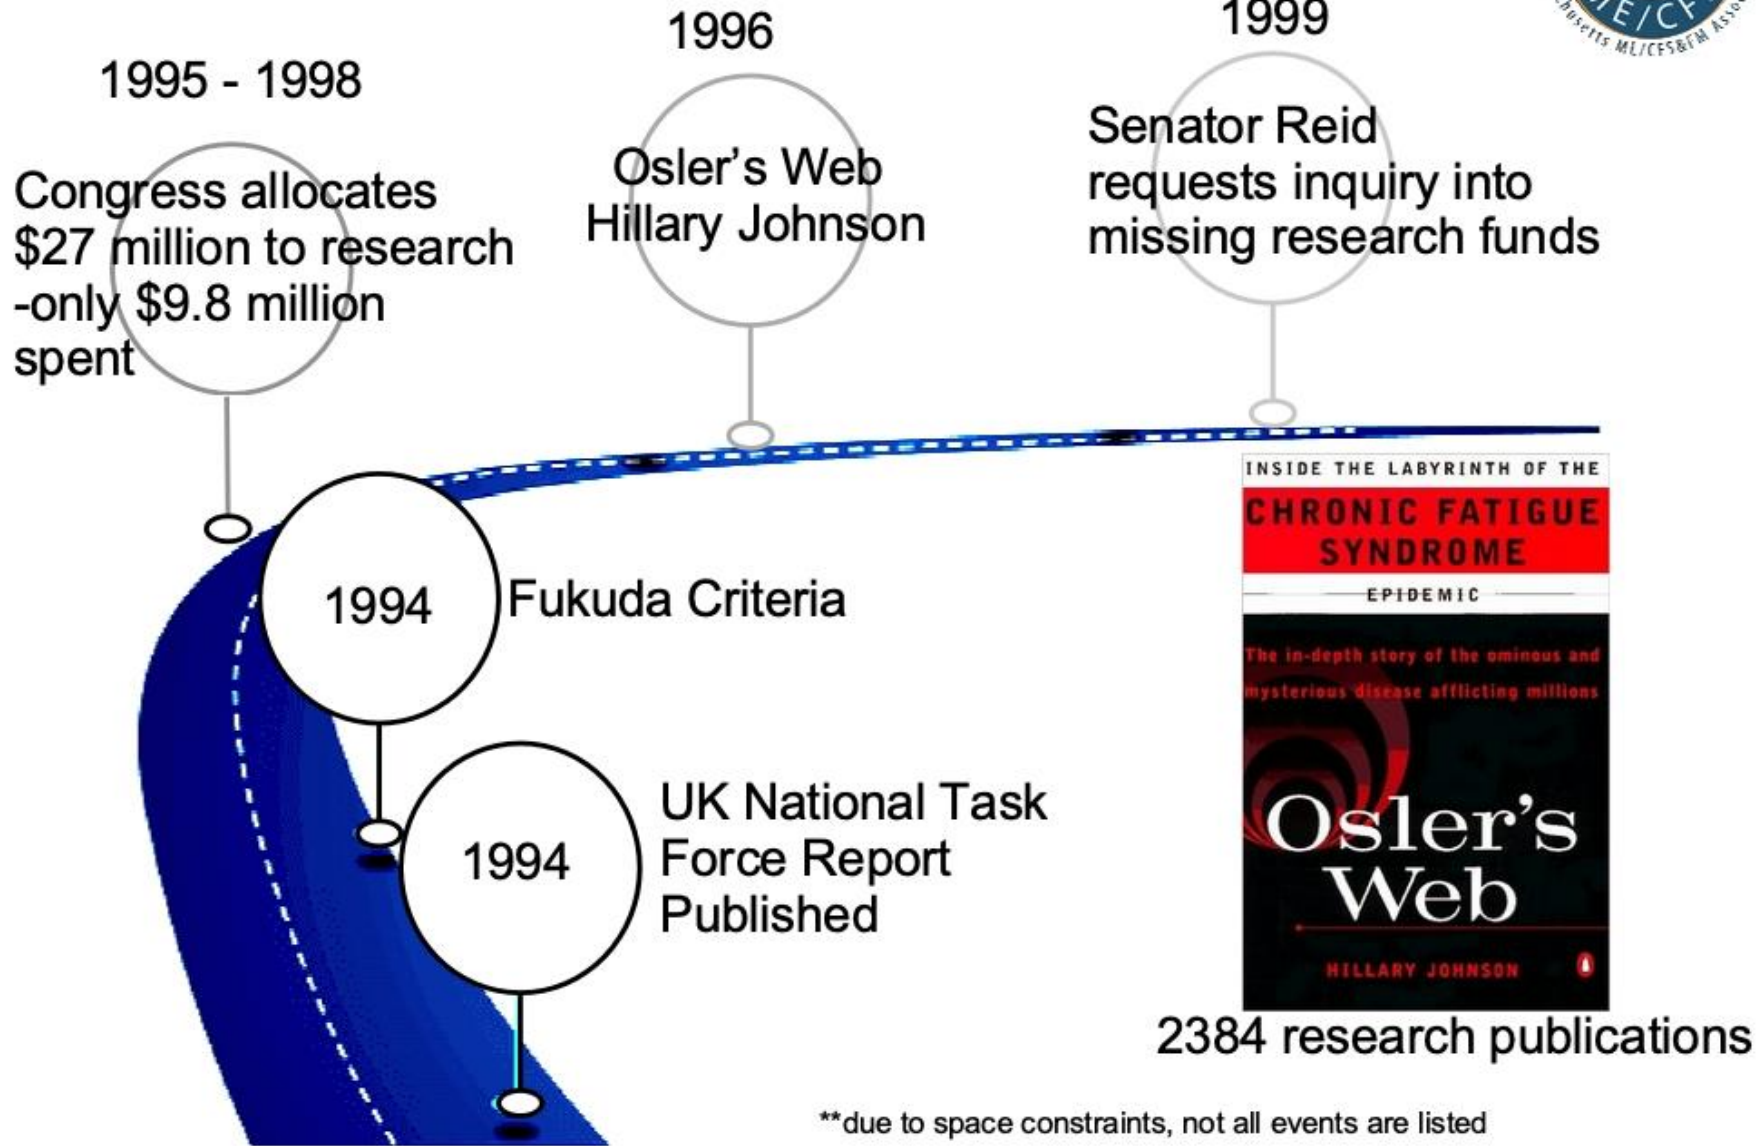 1995 - 1998
Congress allocates
$27 million to research
-only $9.8 million
spent
1996
Osler's Web
Hillary Johnson
1999
Senator Reid
requests inquiry into
missing research funds
ME/CFS&FM
1994
Fukuda Criteria
1994
UK National Task
Force Report
Published
INSIDE THE LABYRINTH OF THE
CHRONIC FATIGUE
SYNDROME
EPIDEMIC
The in-depth story of the ominous and
mysterious disease afflicting millions
Osler's
Web
HILLARY JOHNSON
2384 research publications
**due to space constraints, not all events are listed